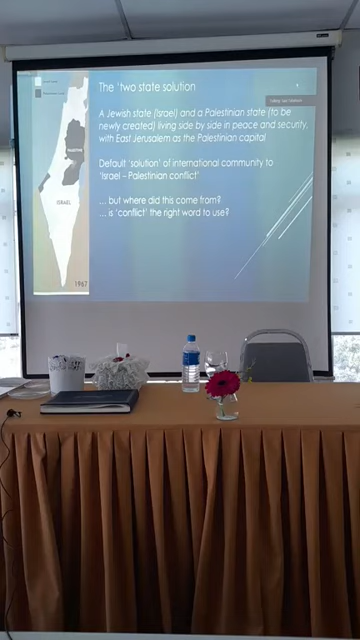 The 'two state solution
A Jewish state (Israel) and a Palestinian state (to be
newly created) living side by side in peace and security,
with East Jerusalem as the Palestinian capital
Default 'solution' of international community to
'Israel – Palestinian conflict'
... but where did this come from?
... is 'conflict' the right word to use?
PALESTINE
ISRAEL
1967